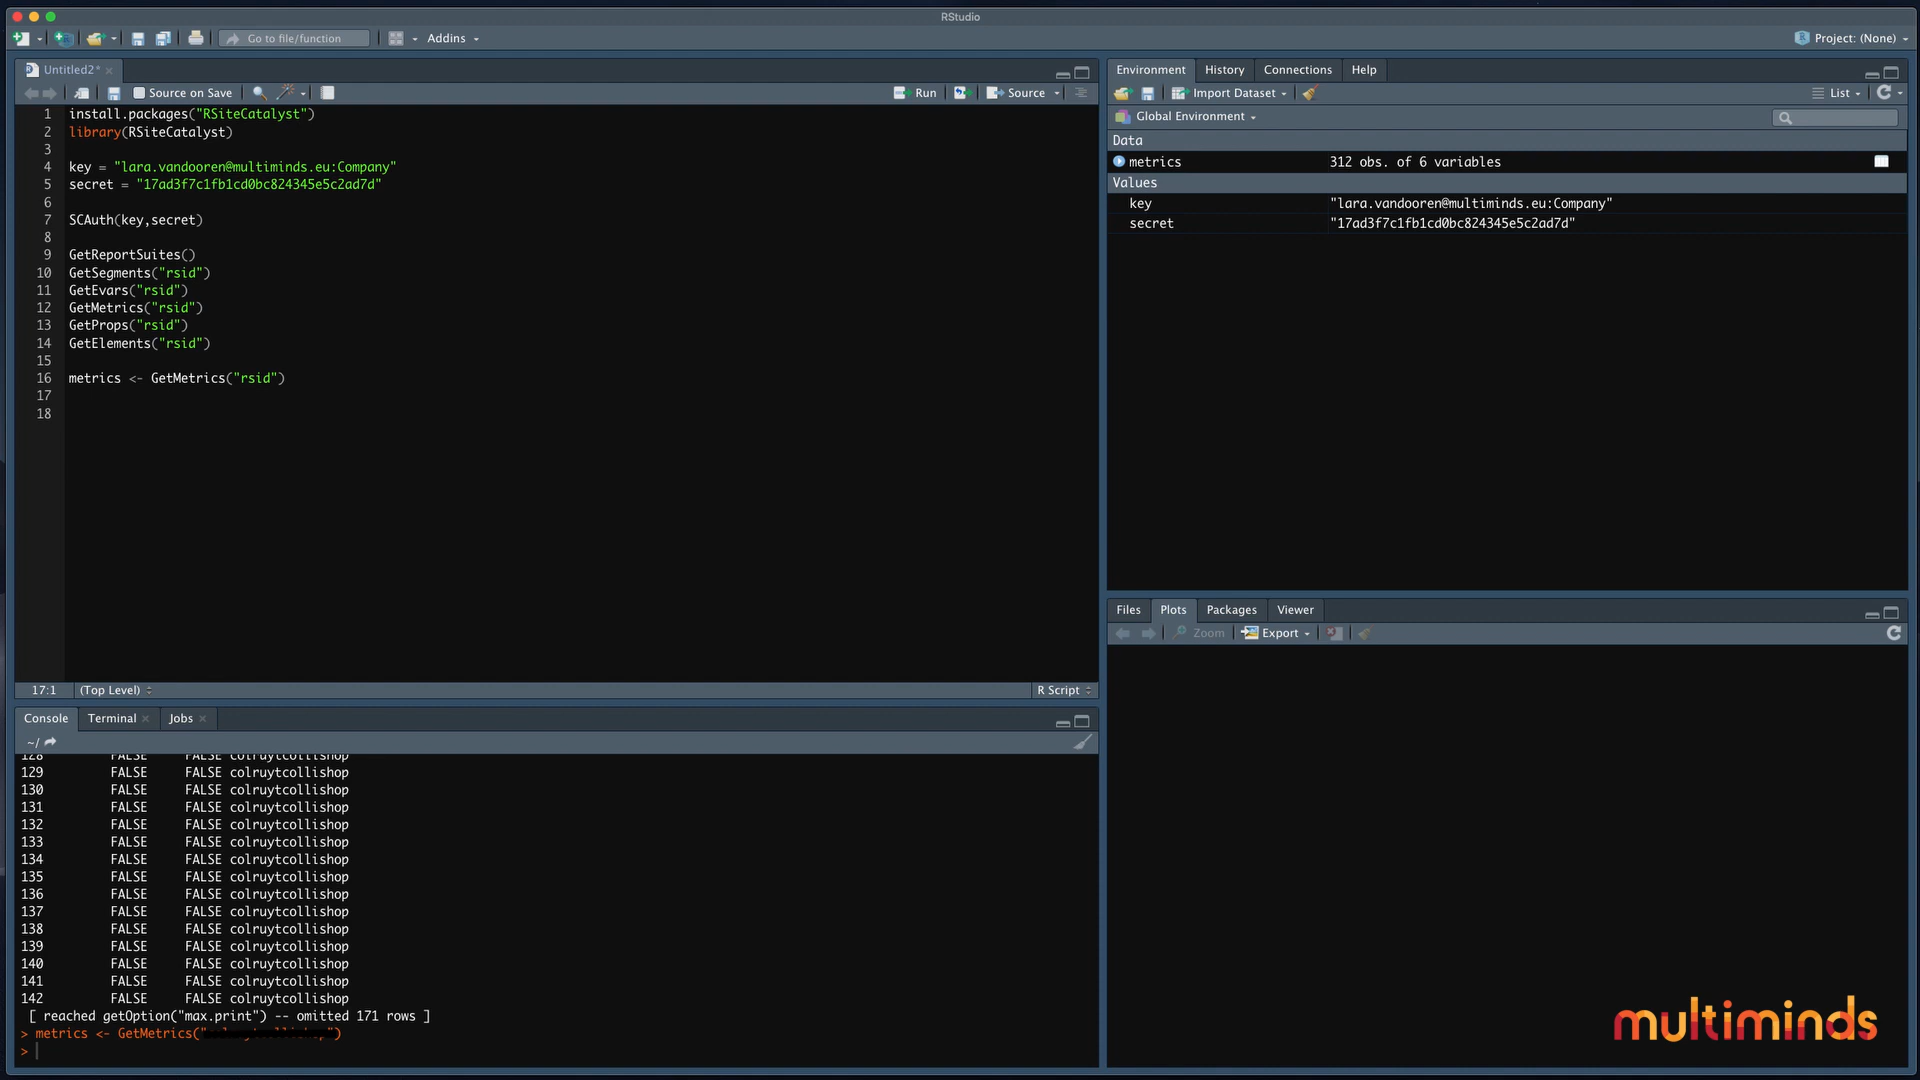 RStudio
Go to file/function
Addins
Project: (None)
Untitled2*
Source on Save
Run
Source
1 install.packages("RSiteCatalyst")
2 library(RSiteCatalyst)
3
4 key = "lara.vandooren@multiminds.eu:Company"
5 secret = "17ad3f7c1fb1cd0bc824345e5c2ad7d"
6
7 SCAuth(key,secret)
8
9 GetReportSuites()
10 GetSegments("rsid")
11 GetEvars("rsid")
12 GetMetrics("rsid")
13 GetProps("rsid")
14 GetElements("rsid")
15
16 metrics <- GetMetrics("rsid")
17
18
17:1 (Top Level) R Script
Console Terminal Jobs
~/
128 FALSE FALSE colruytcollishop
129 FALSE FALSE colruytcollishop
130 FALSE FALSE colruytcollishop
131 FALSE FALSE colruytcollishop
132 FALSE FALSE colruytcollishop
133 FALSE FALSE colruytcollishop
134 FALSE FALSE colruytcollishop
135 FALSE FALSE colruytcollishop
136 FALSE FALSE colruytcollishop
137 FALSE FALSE colruytcollishop
138 FALSE FALSE colruytcollishop
139 FALSE FALSE colruytcollishop
140 FALSE FALSE colruytcollishop
141 FALSE FALSE colruytcollishop
142 FALSE FALSE colruytcollishop
[ reached getOption("max.print") -- omitted 171 rows ]
> metrics <- GetMetrics(" ")
>
Environment History Connections Help
Import Dataset
List
Global Environment
Data
metrics 312 obs. of 6 variables
Values
key "lara.vandooren@multiminds.eu:Company"
secret "17ad3f7c1fb1cd0bc824345e5c2ad7d"
Files Plots Packages Viewer
Zoom Export
multiminds